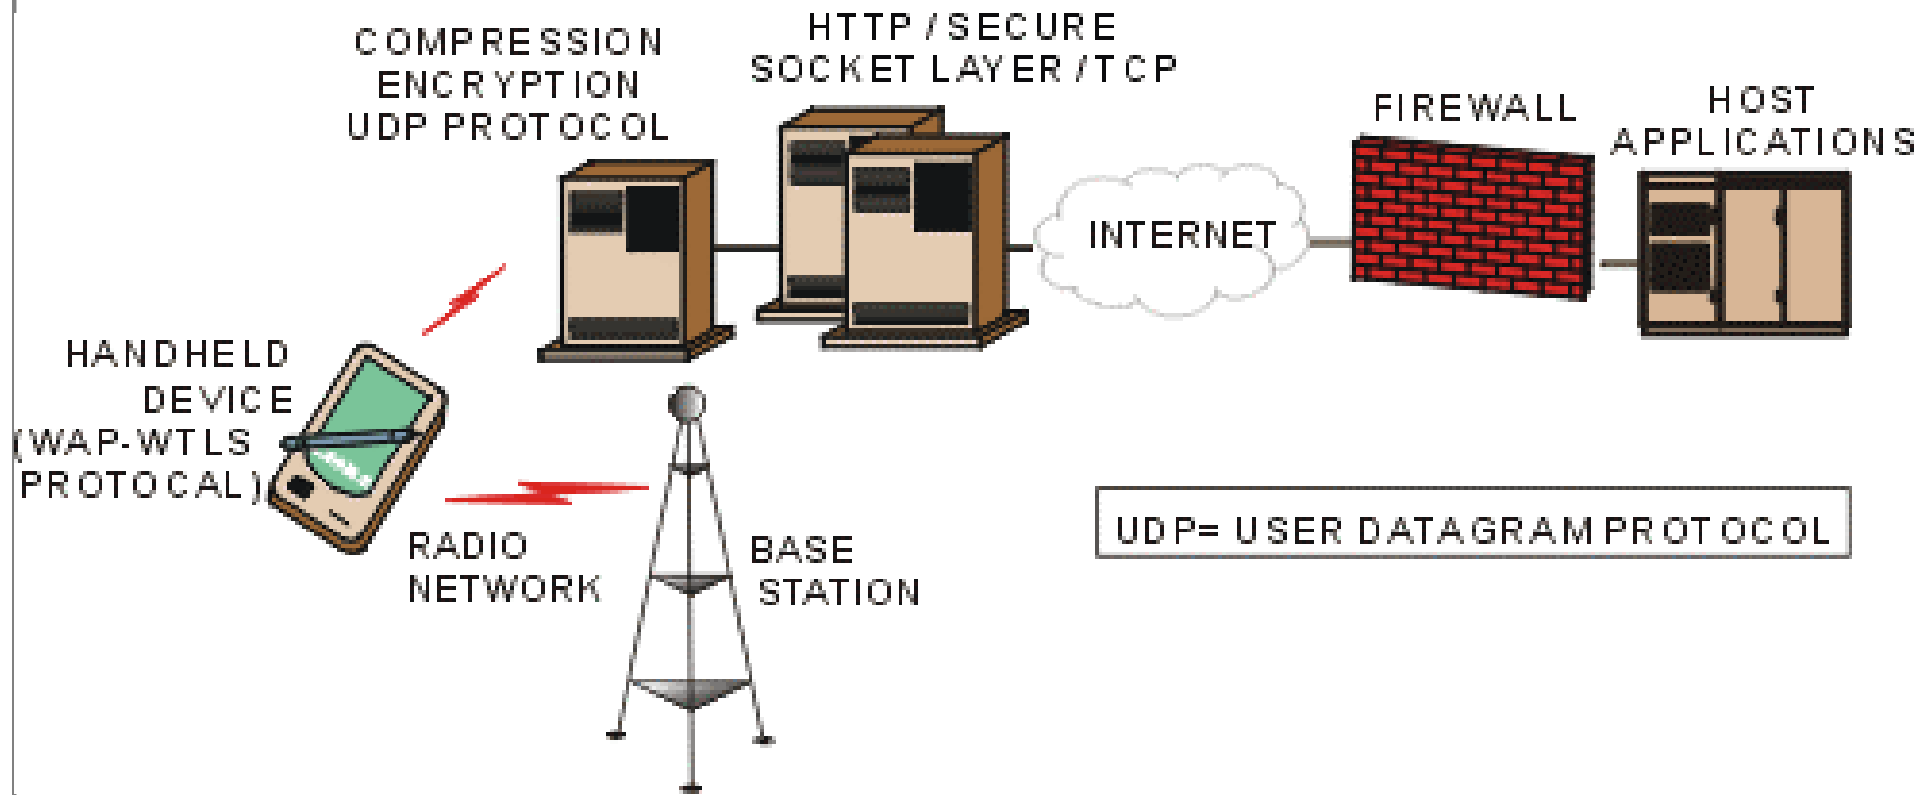 COMPRESSION
ENCRYPTION
UDP PROTOCOL
HTTP / SECURE
SOCKET LAYER / TCP
FIREWALL
HOST
APPLICATIONS
INTERNET
HANDHELD
DEVICE
(WAP-WTLS
PROTOCAL)
RADIO
NETWORK
BASE
STATION
UDP= USER DATAGRAM PROTOCOL